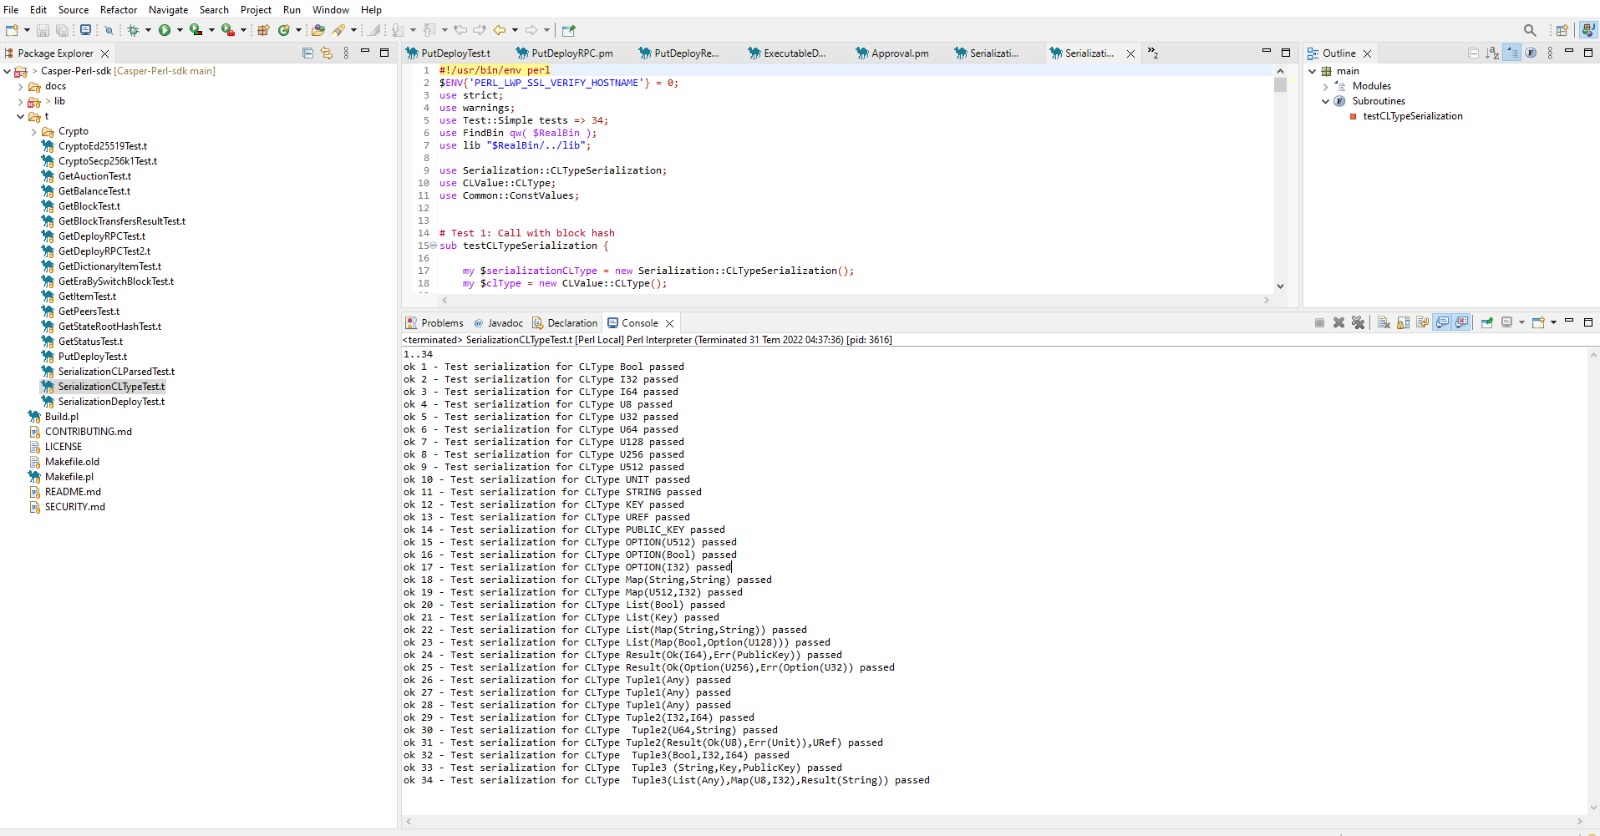 File Edit Source Refactor Navigate Search Project Run Window Help
Package Explorer
> Casper-Perl-sdk [Casper-Perl-sdk main]
docs
> lib
t
Crypto
CryptoEd25519Test.t
CryptoSecp256k1Test.t
GetAuctionTest.t
GetBalanceTest.t
GetBlockTest.t
GetBlockTransfersResultTest.t
GetDeployRPCTest.t
GetDeployRPCTest2.t
GetDictionaryItemTest.t
GetEraBySwitchBlockTest.t
GetItemTest.t
GetPeersTest.t
GetStateRootHashTest.t
GetStatusTest.t
PutDeployTest.t
SerializationCLParsedTest.t
SerializationCLTypeTest.t
SerializationDeployTest.t
Build.pl
CONTRIBUTING.md
LICENSE
Makefile.old
Makefile.pl
README.md
SECURITY.md
PutDeployTest.t PutDeployRPC.pm PutDeployRe... ExecutableD... Approval.pm Serializati... Serializati... »2
1 #!/usr/bin/env perl
2 $ENV{'PERL_LWP_SSL_VERIFY_HOSTNAME'} = 0;
3 use strict;
4 use warnings;
5 use Test::Simple tests => 34;
6 use FindBin qw( $RealBin );
7 use lib "$RealBin/../lib";
8
9 use Serialization::CLTypeSerialization;
10 use CLValue::CLType;
11 use Common::ConstValues;
12
13
14 # Test 1: Call with block hash
15 sub testCLTypeSerialization {
16
17 my $serializationCLType = new Serialization::CLTypeSerialization();
18 my $clType = new CLValue::CLType();
Outline
main
Modules
Subroutines
testCLTypeSerialization
Problems @ Javadoc Declaration Console
<terminated> SerializationCLTypeTest.t [Perl Local] Perl Interpreter (Terminated 31 Tem 2022 04:37:36) [pid: 3616]
1..34
ok 1 - Test serialization for CLType Bool passed
ok 2 - Test serialization for CLType I32 passed
ok 3 - Test serialization for CLType I64 passed
ok 4 - Test serialization for CLType U8 passed
ok 5 - Test serialization for CLType U32 passed
ok 6 - Test serialization for CLType U64 passed
ok 7 - Test serialization for CLType U128 passed
ok 8 - Test serialization for CLType U256 passed
ok 9 - Test serialization for CLType U512 passed
ok 10 - Test serialization for CLType UNIT passed
ok 11 - Test serialization for CLType STRING passed
ok 12 - Test serialization for CLType KEY passed
ok 13 - Test serialization for CLType UREF passed
ok 14 - Test serialization for CLType PUBLIC_KEY passed
ok 15 - Test serialization for CLType OPTION(U512) passed
ok 16 - Test serialization for CLType OPTION(Bool) passed
ok 17 - Test serialization for CLType OPTION(I32) passed
ok 18 - Test serialization for CLType Map(String,String) passed
ok 19 - Test serialization for CLType Map(U512,I32) passed
ok 20 - Test serialization for CLType List(Bool) passed
ok 21 - Test serialization for CLType List(Key) passed
ok 22 - Test serialization for CLType List(Map(String,String)) passed
ok 23 - Test serialization for CLType List(Map(Bool,Option(U128))) passed
ok 24 - Test serialization for CLType Result(Ok(I64),Err(PublicKey)) passed
ok 25 - Test serialization for CLType Result(Ok(Option(U256),Err(Option(U32)) passed
ok 26 - Test serialization for CLType Tuple1(Any) passed
ok 27 - Test serialization for CLType Tuple1(Any) passed
ok 28 - Test serialization for CLType Tuple1(Any) passed
ok 29 - Test serialization for CLType Tuple2(I32,I64) passed
ok 30 - Test serialization for CLType  Tuple2(U64,String) passed
ok 31 - Test serialization for CLType Tuple2(Result(Ok(U8),Err(Unit)),URef) passed
ok 32 - Test serialization for CLType  Tuple3(Bool,I32,I64) passed
ok 33 - Test serialization for CLType  Tuple3 (String,Key,PublicKey) passed
ok 34 - Test serialization for CLType  Tuple3(List(Any),Map(U8,I32),Result(String)) passed